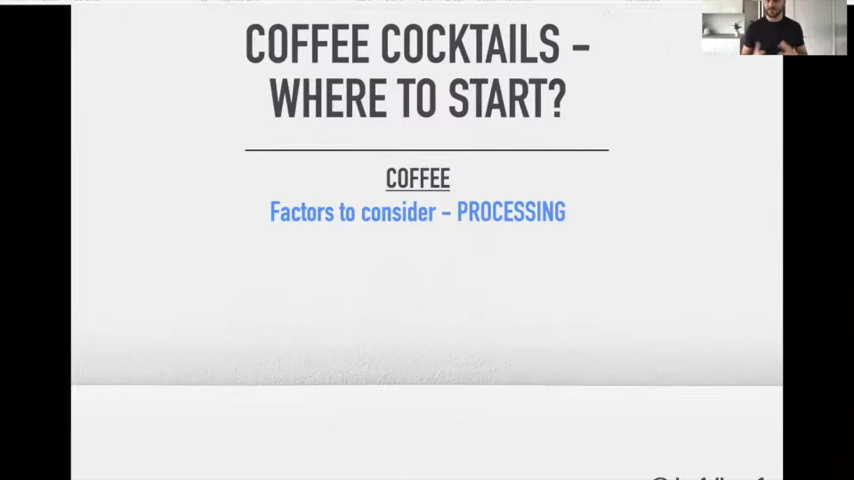 COFFEE COCKTAILS -
WHERE TO START?
COFFEE
Factors to consider - PROCESSING